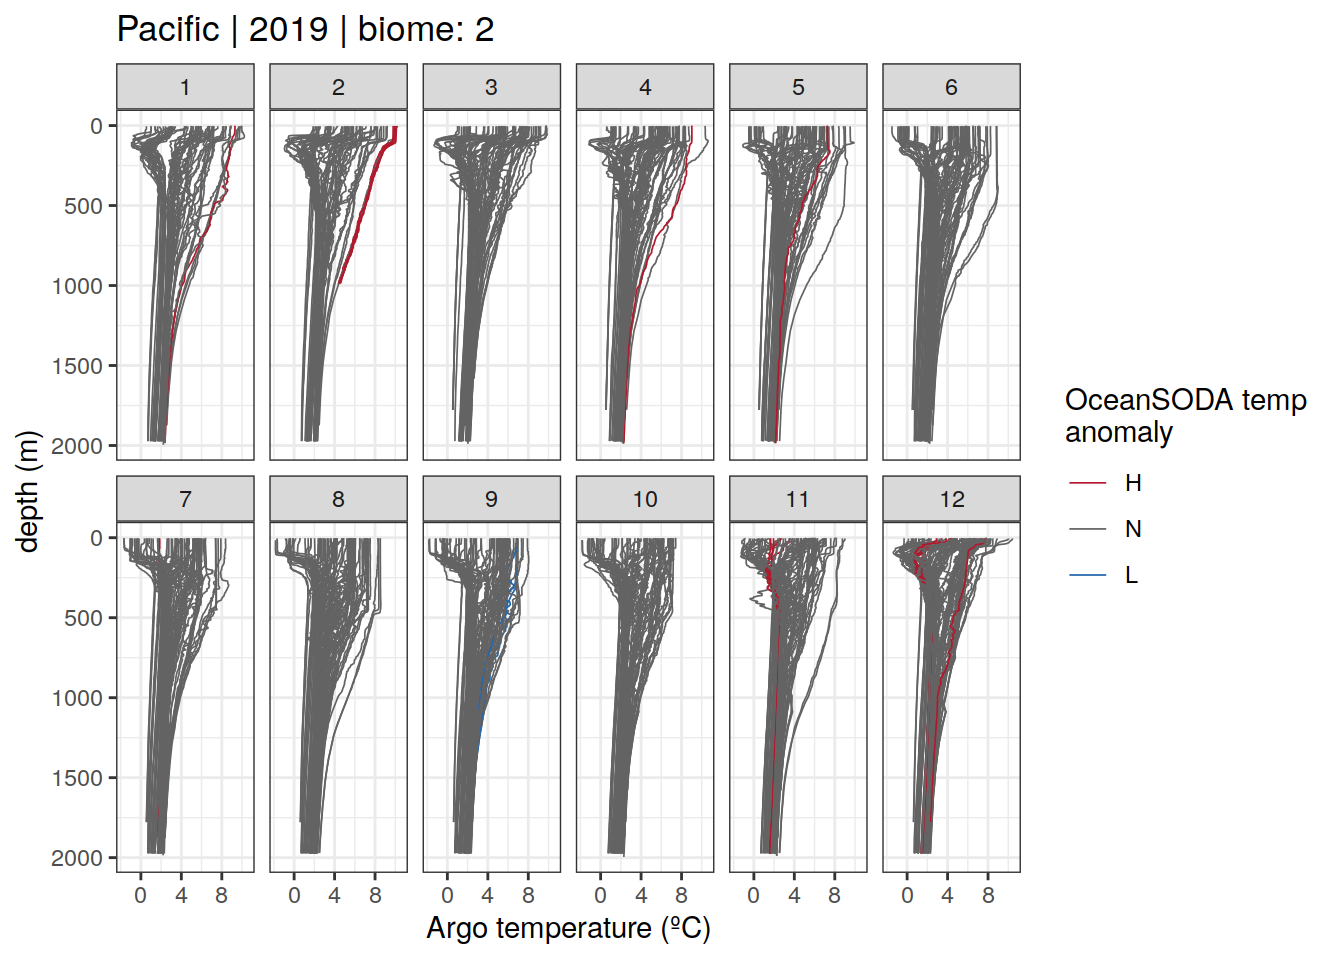 Pacific | 2019 | biome: 2
1 2 3 4 5 6
0
500
1000
1500
2000
7 8 9 10 11 12
0
500
1000
1500
2000
0 4 8 0 4 8 0 4 8 0 4 8 0 4 8 0 4 8
Argo temperature (ºC)
depth (m)
OceanSODA temp
anomaly
H
N
L